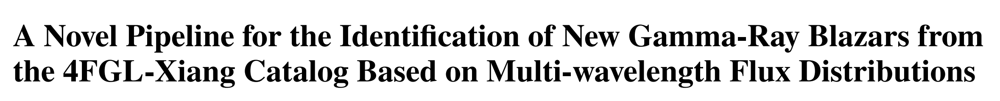 A Novel Pipeline for the Identification of New Gamma-Ray Blazars from
the 4FGL-Xiang Catalog Based on Multi-wavelength Flux Distributions